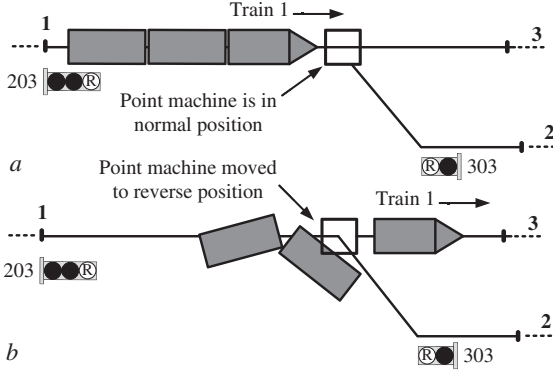 Train 1
1
3
203
R
Point machine is in
normal position
2
R
303
a
Point machine moved
to reverse position
Train 1
1
3
203
R
2
R
303
b